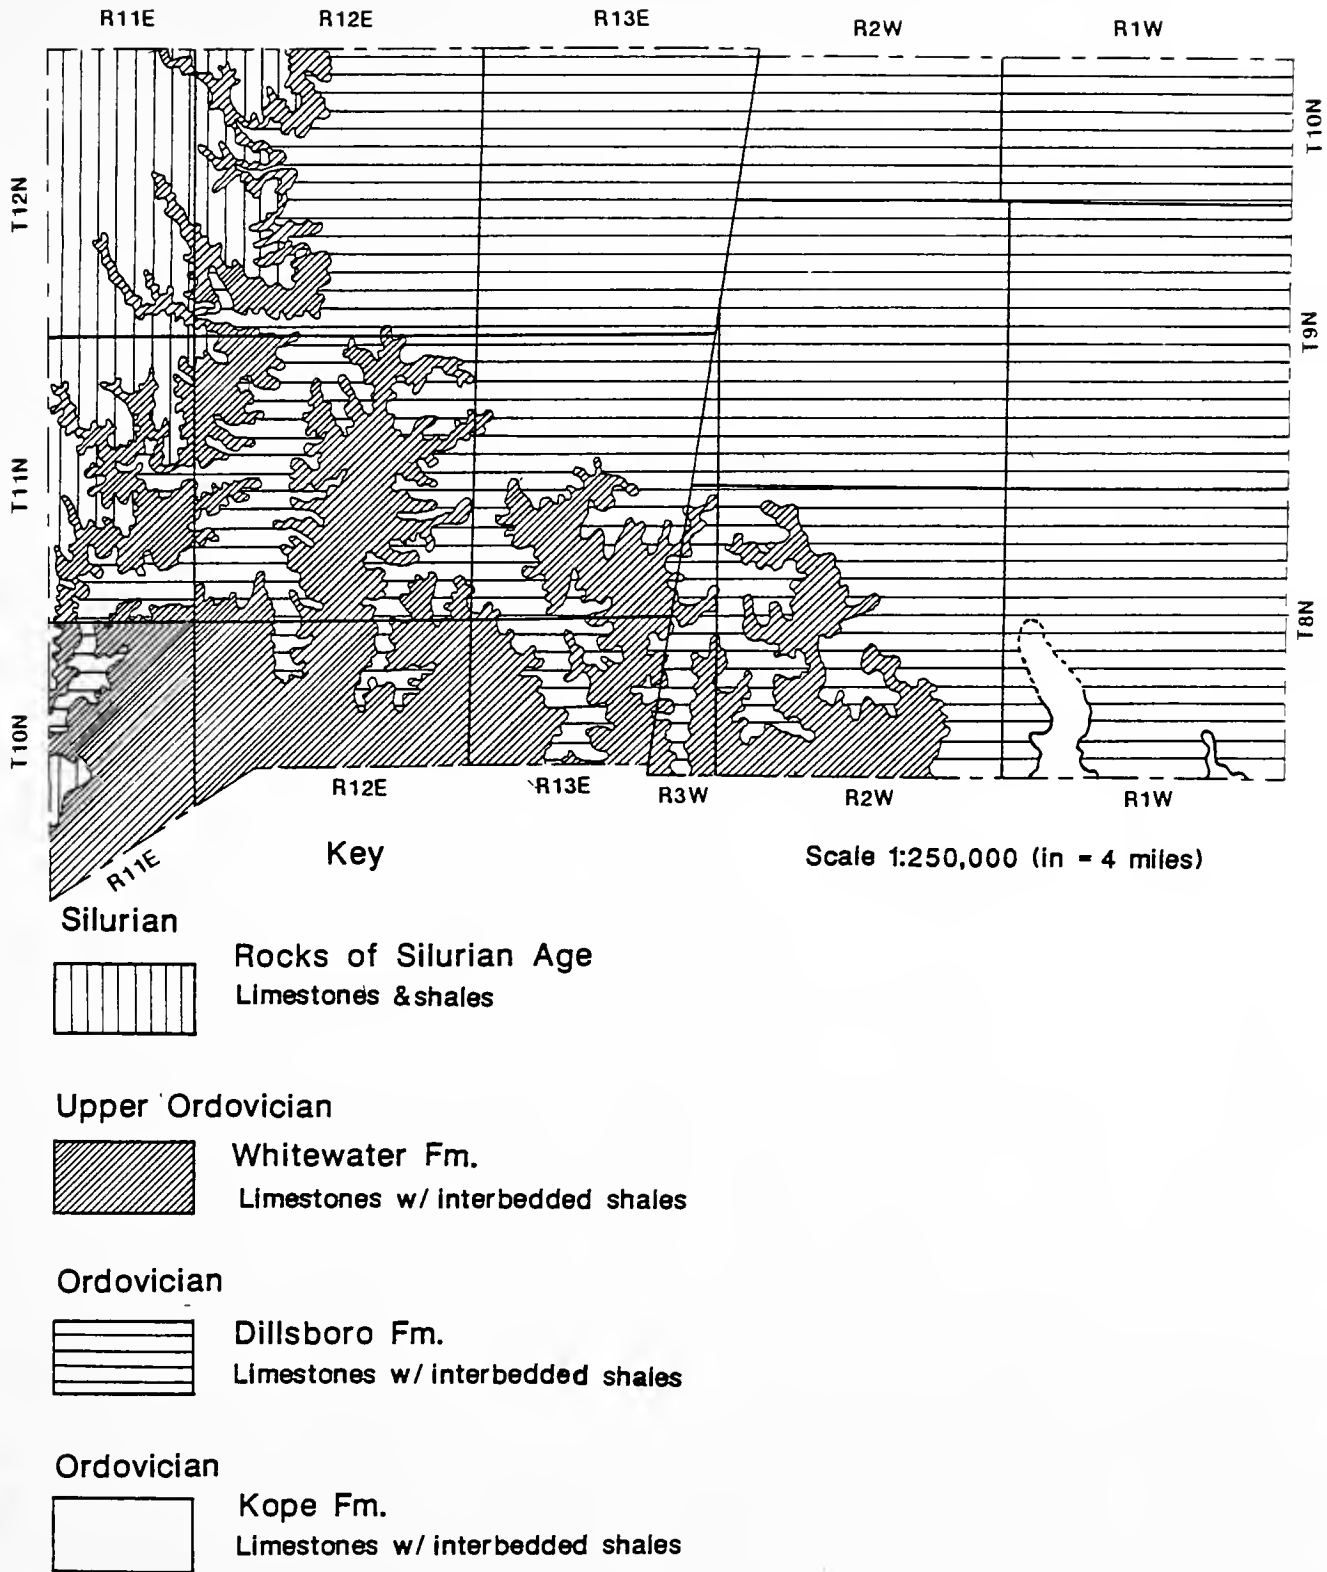 R11E R12E R13E R2W R1W
T10N
T12N
T9N
T11N
T8N
T10N
R12E R13E R3W R2W R1W
R11E
Key
Scale 1:250,000 (in = 4 miles)
Silurian
Rocks of Silurian Age
Limestones & shales
Upper Ordovician
Whitewater Fm.
Limestones w/ interbedded shales
Ordovician
Dillsboro Fm.
Limestones w/ interbedded shales
Ordovician
Kope Fm.
Limestones w/ interbedded shales